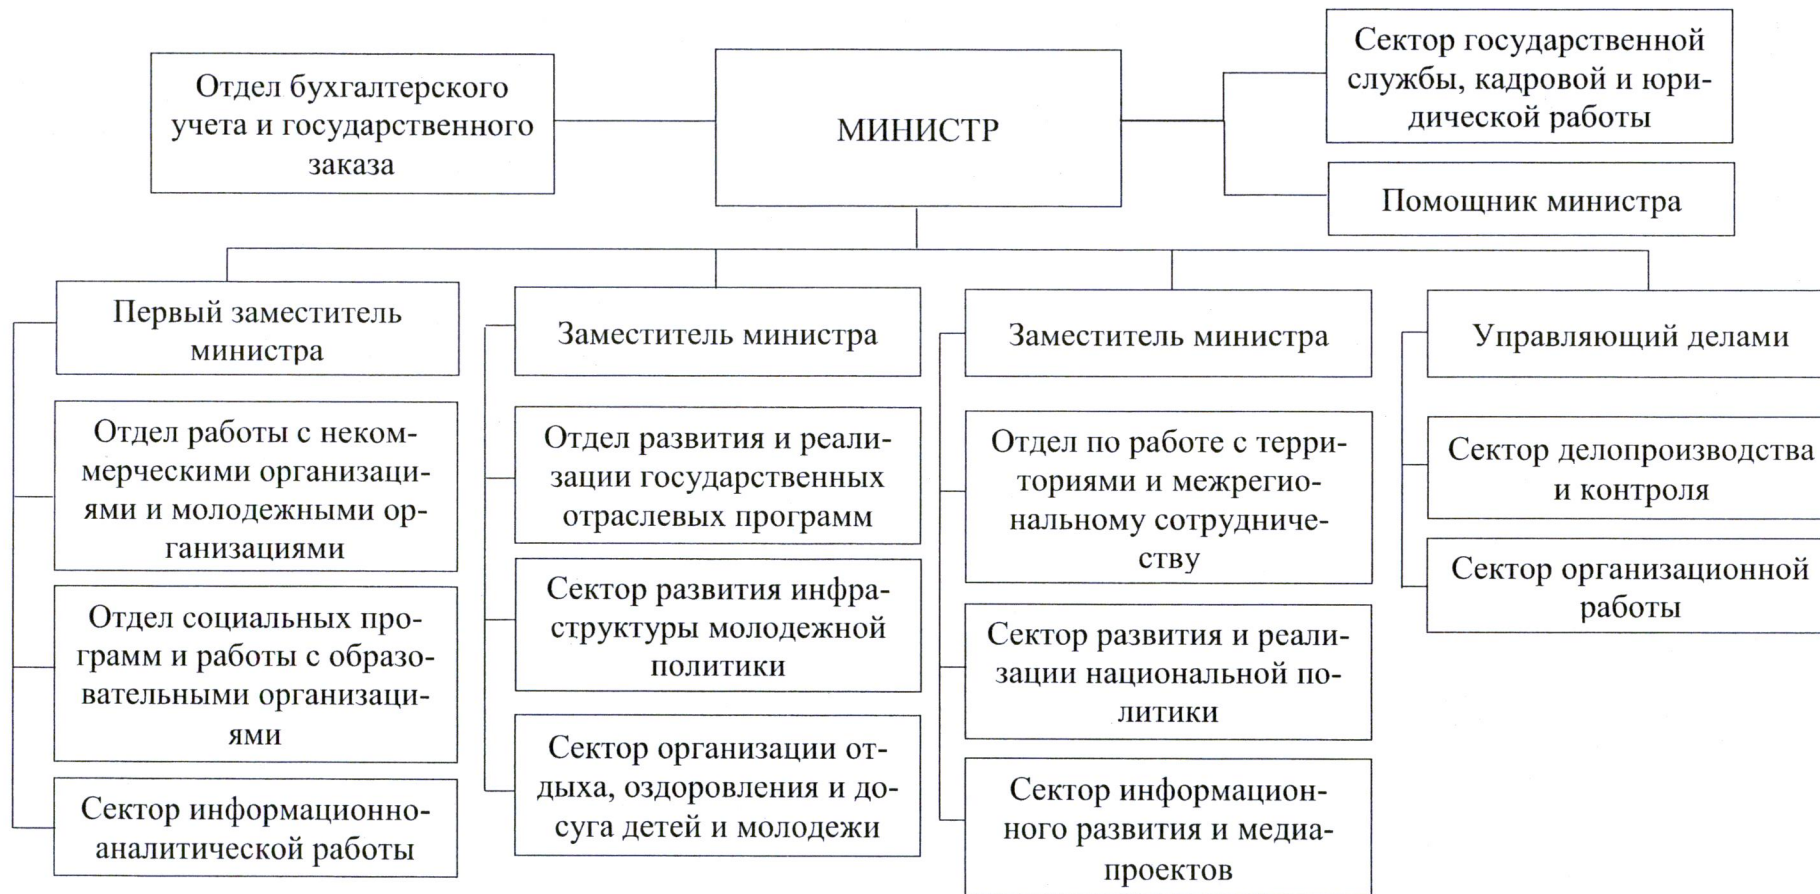 Отдел бухгалтерского
учета и государственного
заказа
МИНИСТР
Сектор государственной
службы, кадровой и юри-
дической работы
Помощник министра
Первый заместитель
министра
Отдел работы с неком-
мерческими организаци-
ями и молодежными ор-
ганизациями
Отдел социальных про-
грамм и работы с образо-
вательными организаци-
ями
Сектор информационно-
аналитической работы
Заместитель министра
Отдел развития и реали-
зации государственных
отраслевых программ
Сектор развития инфра-
структуры молодежной
политики
Сектор организации от-
дыха, оздоровления и до-
суга детей и молодежи
Заместитель министра
Отдел по работе с терри-
ториями и межрегио-
нальному сотрудниче-
ству
Сектор развития и реали-
зации национальной по-
литики
Сектор информацион-
ного развития и медиа-
проектов
Управляющий делами
Сектор делопроизводства
и контроля
Сектор организационной
работы